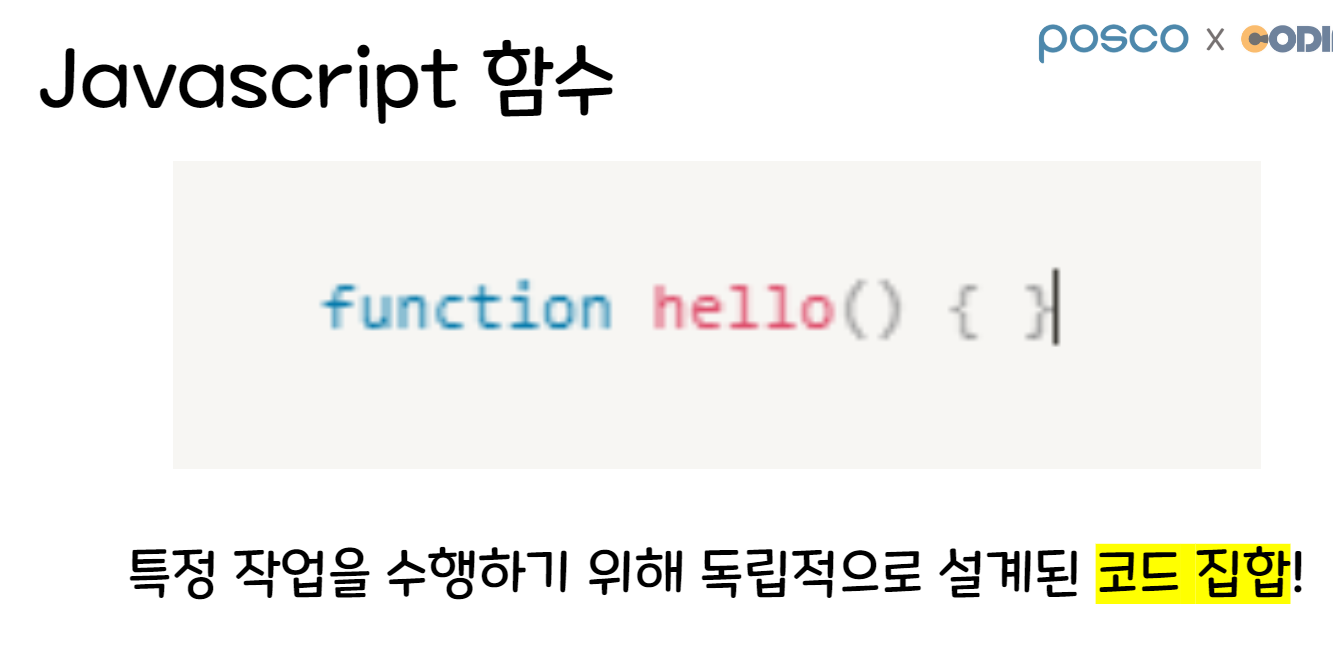 Javascript 함수
posco x CODI
function hello() { }
특정 작업을 수행하기 위해 독립적으로 설계된 코드 집합!